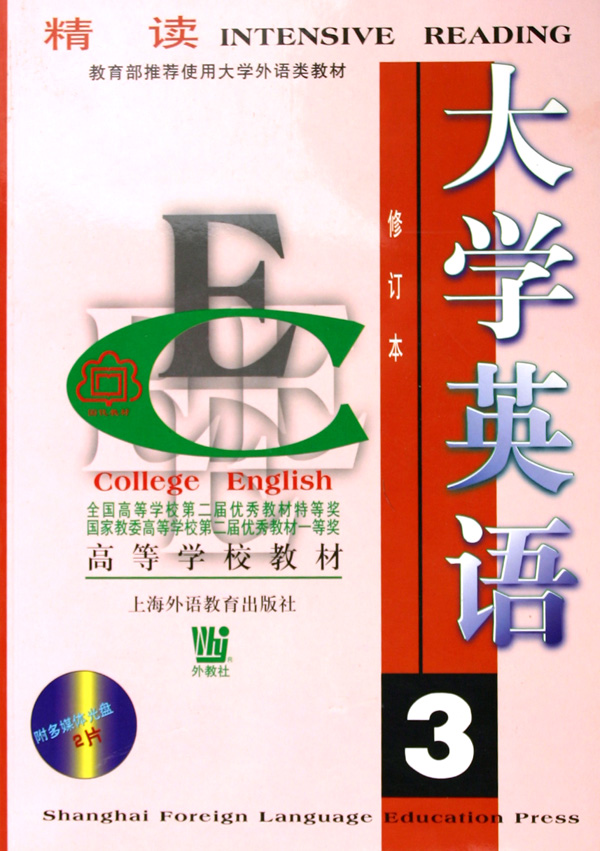 精 读 INTENSIVE READING
教育部推荐使用大学外语类教材
大学英语
修订本
E
C
College English
全国高等学校第二届优秀教材特等奖
国家教委高等学校第二届优秀教材一等奖
高等学校教材
上海外语教育出版社
Whj
外教社
附多媒体光盘
2片
3
Shanghai Foreign Language Education Press